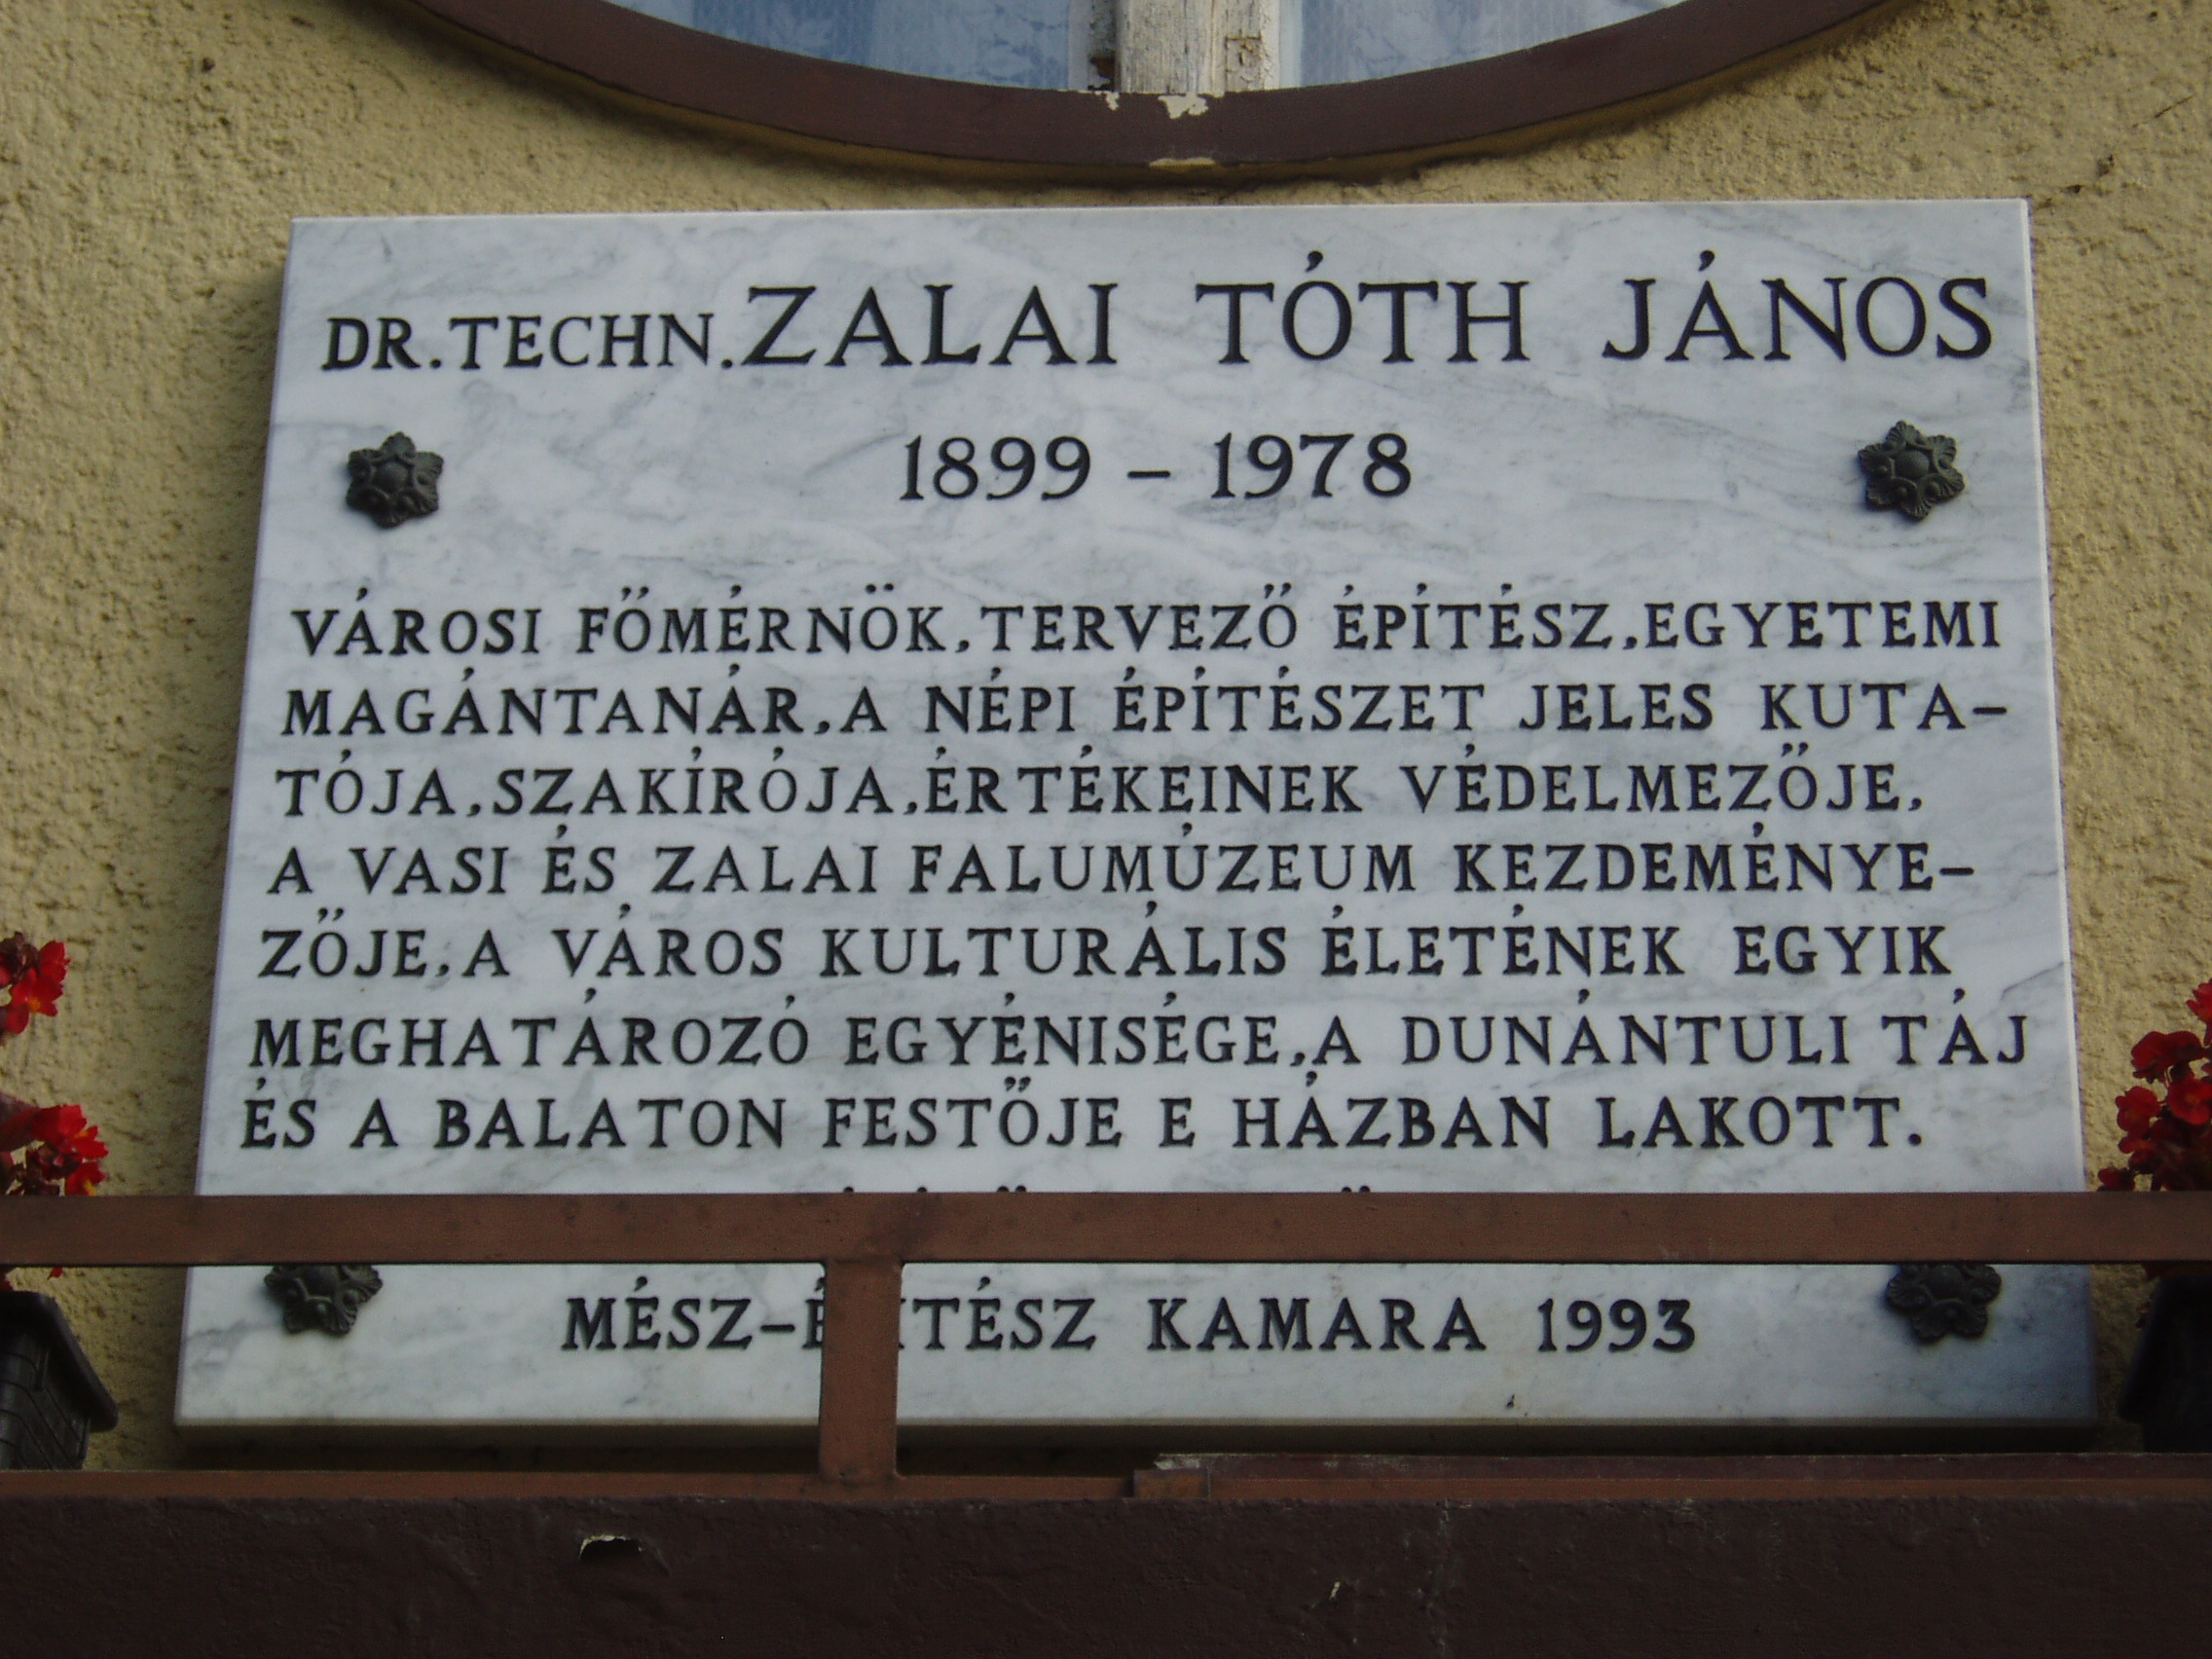 DR.TECHN.ZALAI TÓTH JÁNOS
1899 – 1978
VÁROSI FŐMÉRNÖK, TERVEZŐ ÉPÍTÉSZ, EGYETEMI
MAGÁNTANÁR, A NÉPI ÉPÍTÉSZET JELES KUTA-
TÓJA, SZAKÍRÓJA, ÉRTÉKEINEK VÉDELMEZŐJE,
A VASI ÉS ZALAI FALUMÚZEUM KEZDEMÉNYE-
ZŐJE, A VÁROS KULTURÁLIS ÉLETÉNEK EGYIK
MEGHATÁROZÓ EGYÉNISÉGE, A DUNÁNTULI TÁJ
ÉS A BALATON FESTŐJE E HÁZBAN LAKOTT.
MÉSZ-ÉPÍTÉSZ KAMARA 1993